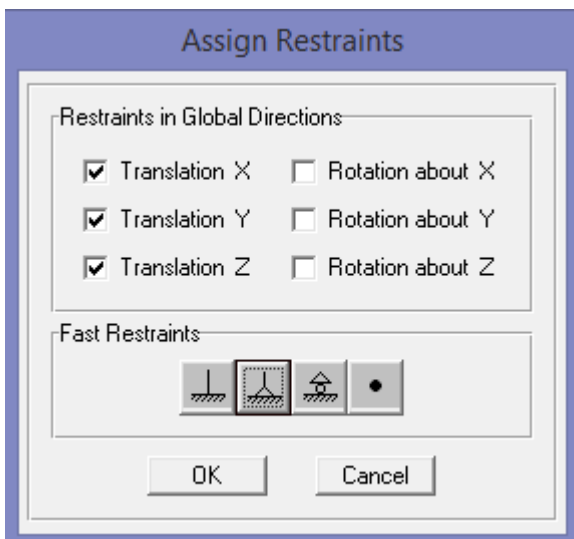 Assign Restraints
Restraints in Global Directions
Translation X Rotation about X
Translation Y Rotation about Y
Translation Z Rotation about Z
Fast Restraints
OK Cancel